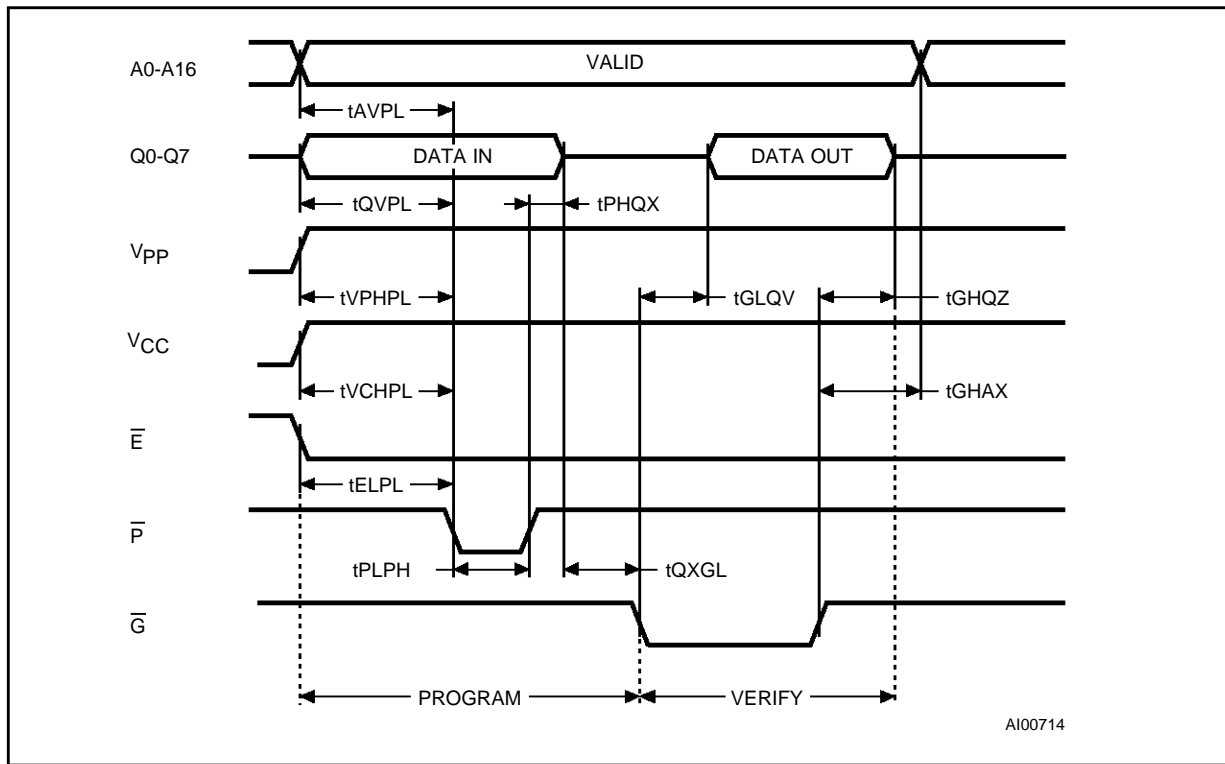 A0-A16
VALID
tAVPL
Q0-Q7
DATA IN
DATA OUT
tQVPL
tPHQX
VPP
tVPHPL
tGLQV
tGHQZ
VCC
tVCHPL
tGHAX
E̅
tELPL
P̅
tPLPH
tQXGL
G̅
PROGRAM
VERIFY
AI00714